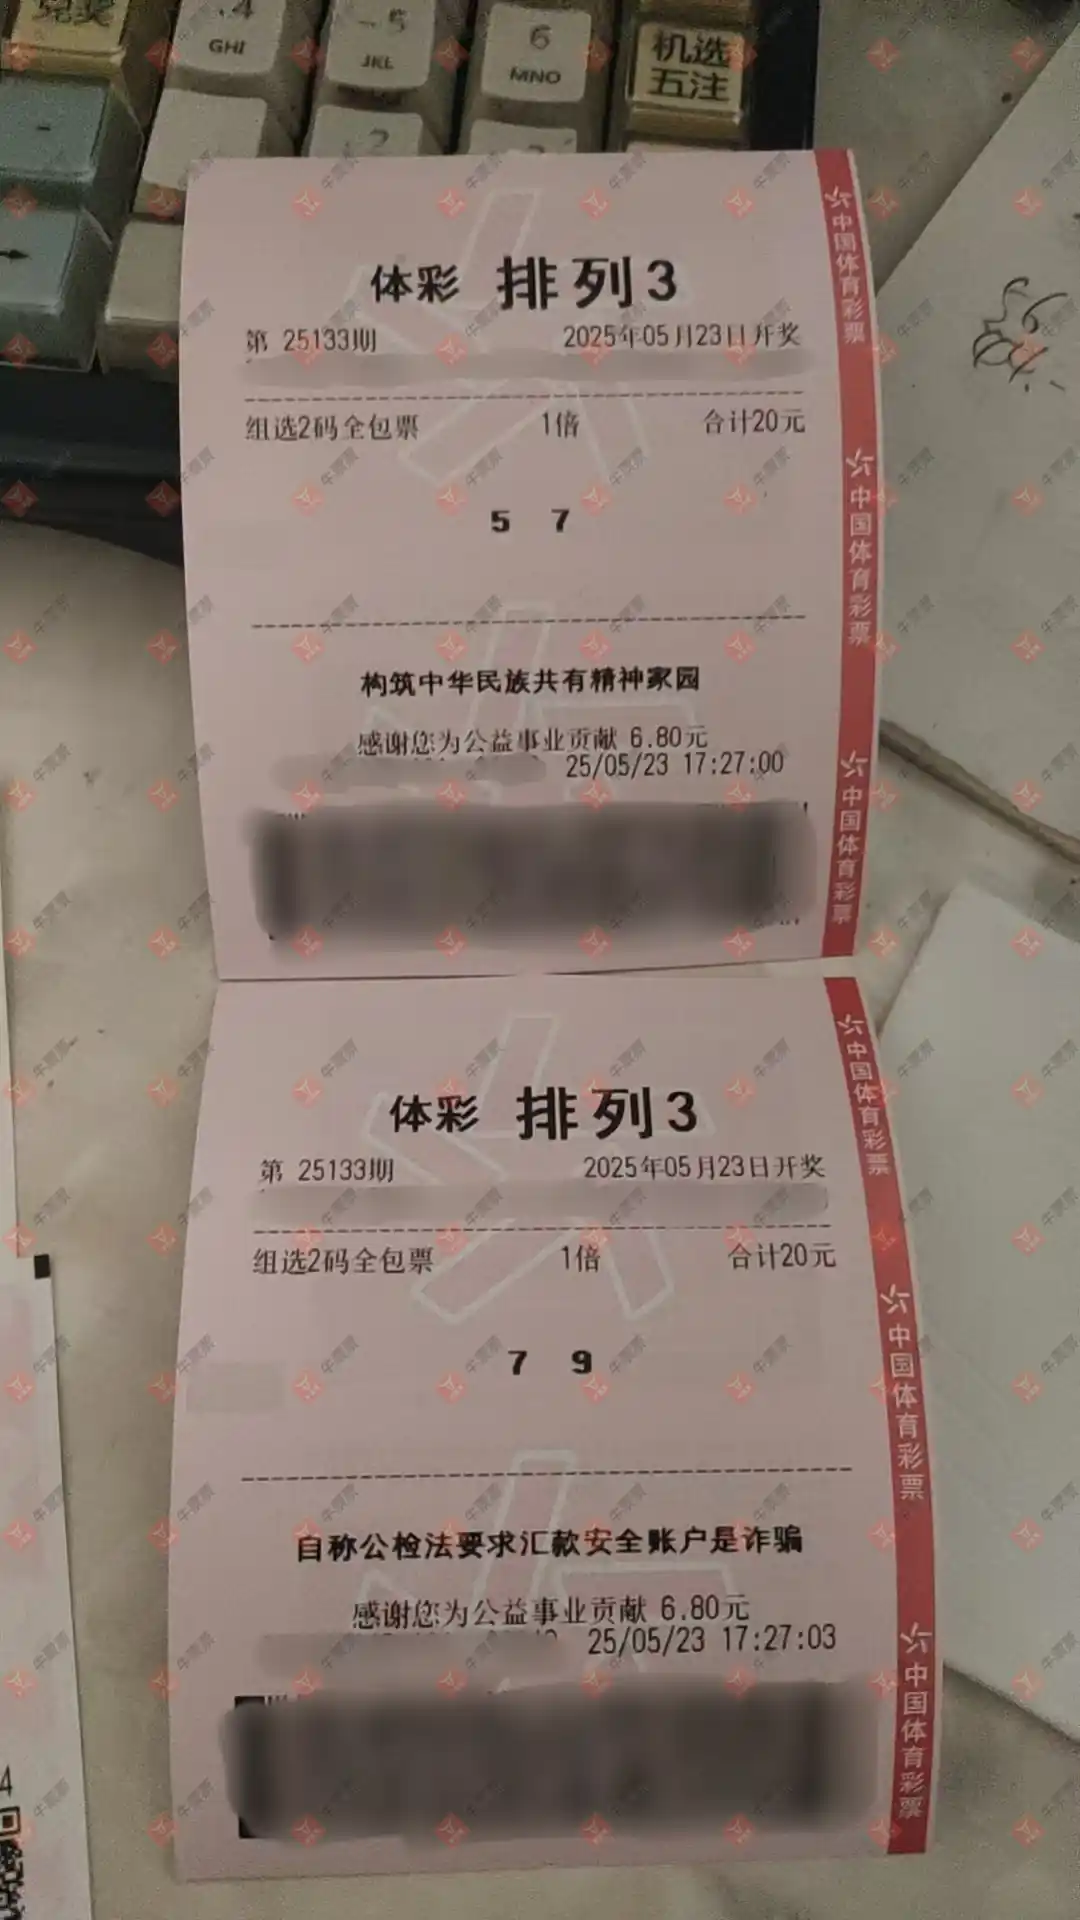 兑奖
4
GHI
5
JKL
6
MNO
机选
五注
-
2
→
体彩 排列3
第 25133期 2025年05月23日开奖
组选2码全包票 1倍 合计20元
5 7
构筑中华民族共有精神家园
感谢您为公益事业贡献 6.80元
25/05/23 17:27:00
中国体育彩票
中国体育彩票
中国体育彩票
体彩 排列3
第 25133期 2025年05月23日开奖
组选2码全包票 1倍 合计20元
7 9
自称公检法要求汇款安全账户是诈骗
感谢您为公益事业贡献 6.80元
25/05/23 17:27:03
中国体育彩票
中国体育彩票
中国体育彩票
4